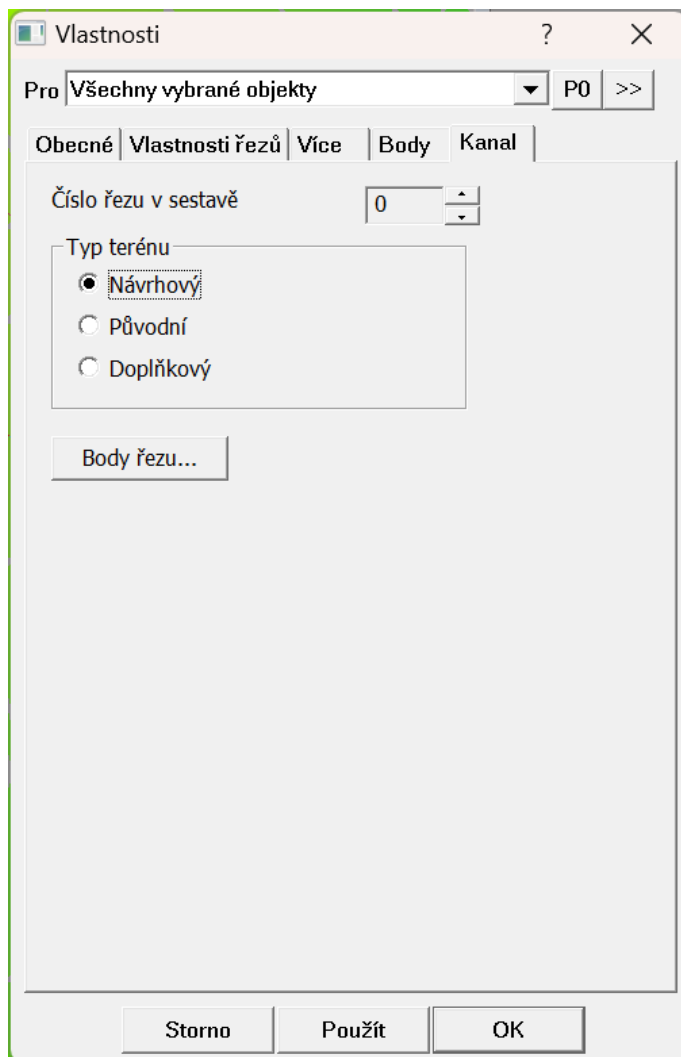 Vlastnosti ? ×
Pro Všechny vybrané objekty P0 >>
Obecné Vlastnosti řezů Více Body Kanal
Číslo řezu v sestavě 0
Typ terénu
Návrhový
Původní
Doplňkový
Body řezu...
Storno Použít OK